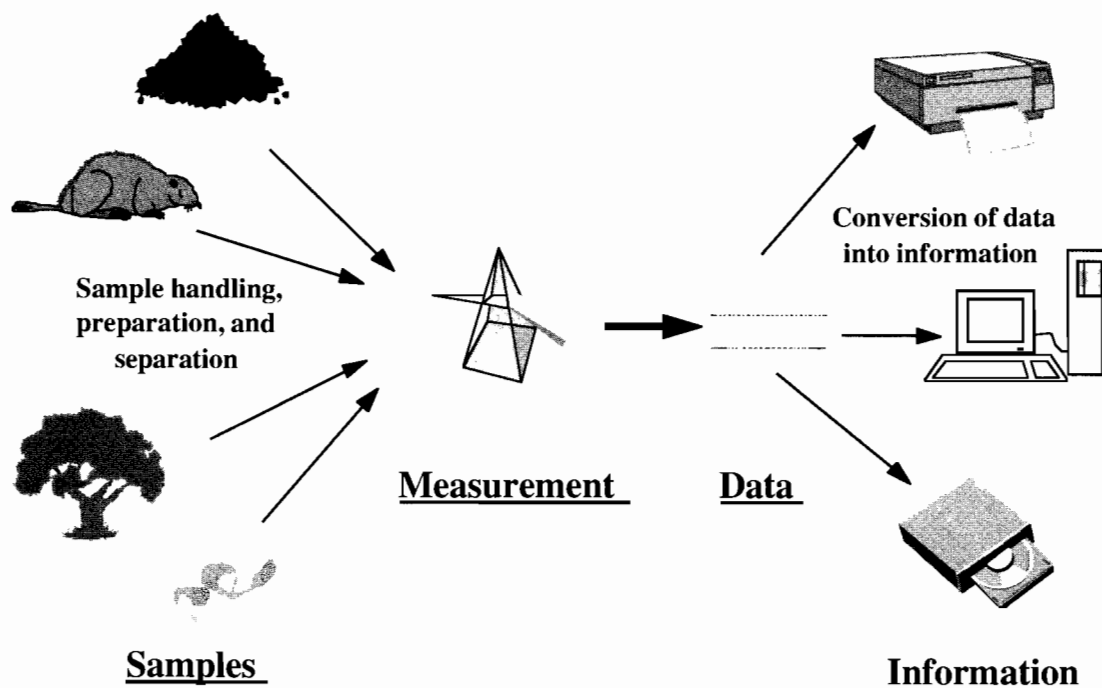 Conversion of data
into information
Sample handling,
preparation, and
separation
Measurement
Data
Samples
Information